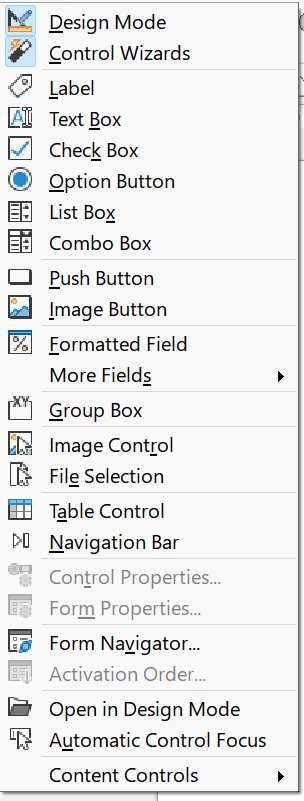 Design Mode
Control Wizards
Label
Text Box
Check Box
Option Button
List Box
Combo Box
Push Button
Image Button
Formatted Field
More Fields
Group Box
Image Control
File Selection
Table Control
Navigation Bar
Control Properties...
Form Properties...
Form Navigator...
Activation Order...
Open in Design Mode
Automatic Control Focus
Content Controls